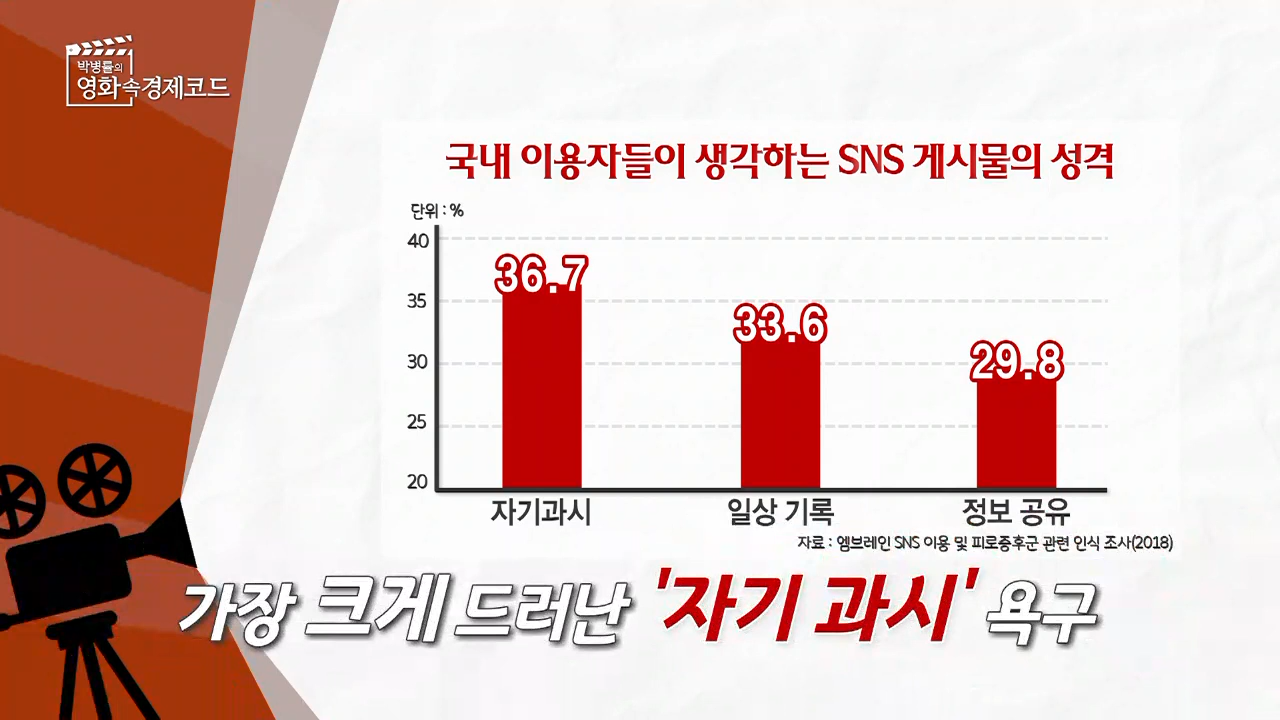 박병률의
영화 속 경제코드
국내 이용자들이 생각하는 SNS 게시물의 성격
단위 : %
40
35
30
25
20
36.7
33.6
29.8
자기과시
일상 기록
정보 공유
자료 : 엠브레인 SNS 이용 및 피로증후군 관련 인식 조사(2018)
가장 크게 드러난 '자기 과시' 욕구